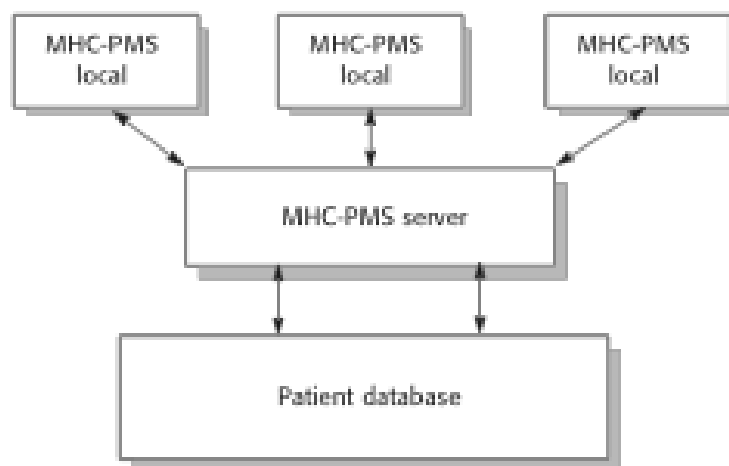 MHC-PMS
local
MHC-PMS
local
MHC-PMS
local
MHC-PMS server
Patient database